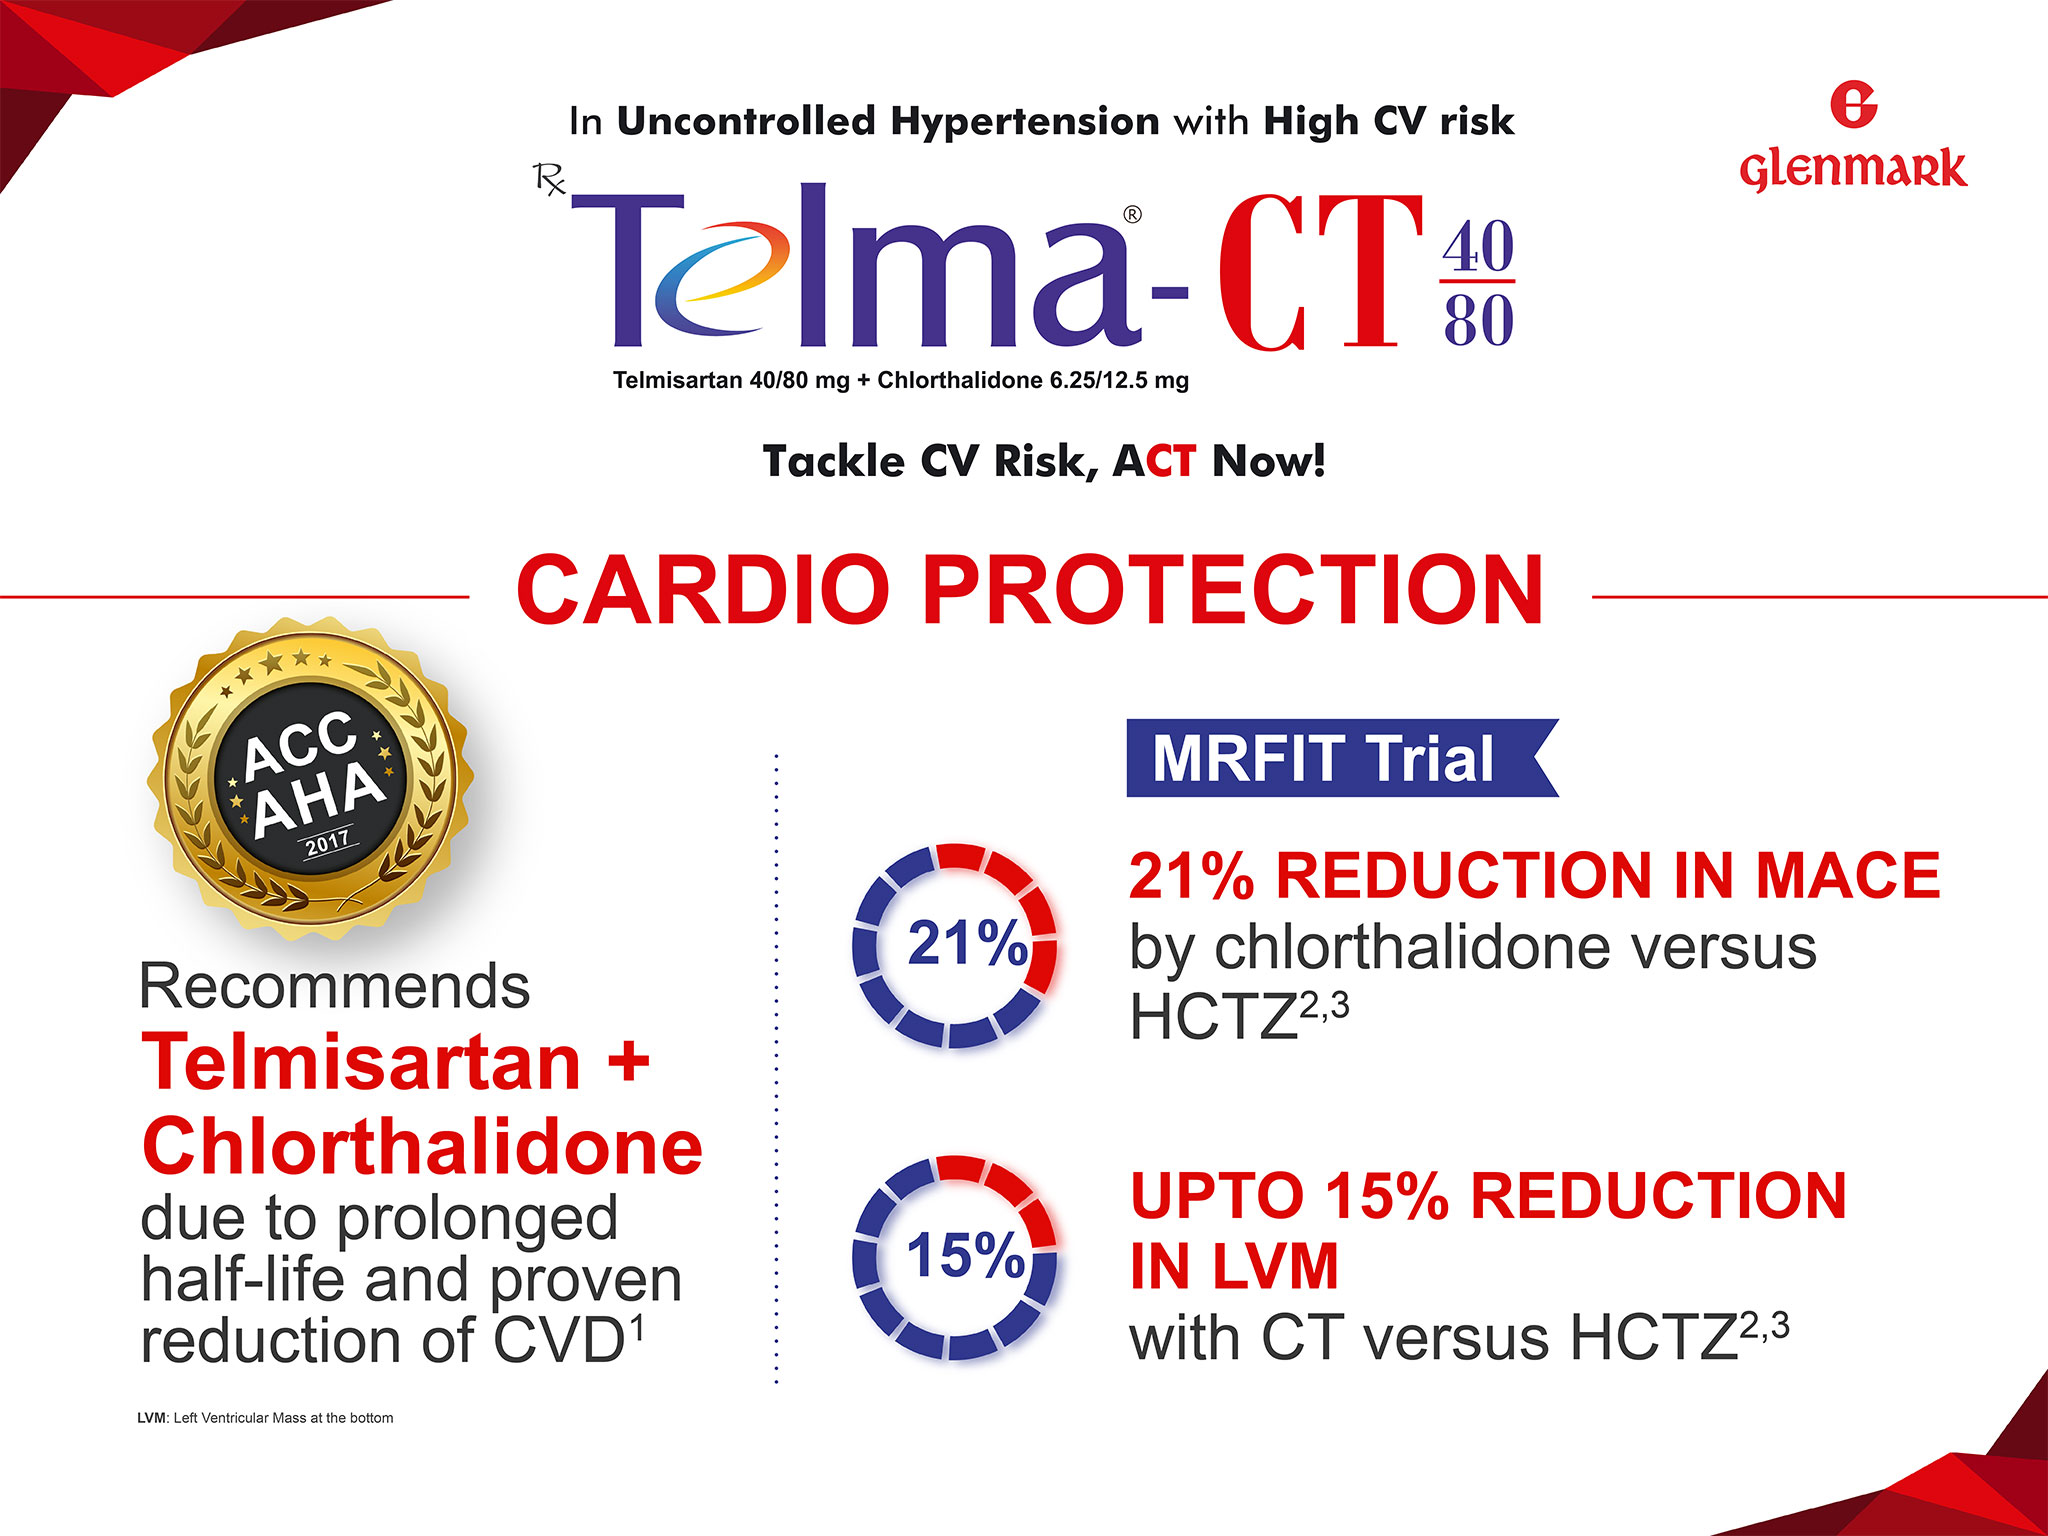 In Uncontrolled Hypertension with High CV risk
GLENMARK
Rx
Telma®-CT 40/80
Telmisartan 40/80 mg + Chlorthalidone 6.25/12.5 mg
Tackle CV Risk, ACT Now!
CARDIO PROTECTION
ACC
AHA
2017
Recommends
Telmisartan +
Chlorthalidone
due to prolonged
half-life and proven
reduction of CVD1
MRFIT Trial
21%
21% REDUCTION IN MACE
by chlorthalidone versus
HCTZ2,3
15%
UPTO 15% REDUCTION
IN LVM
with CT versus HCTZ2,3
LVM: Left Ventricular Mass at the bottom